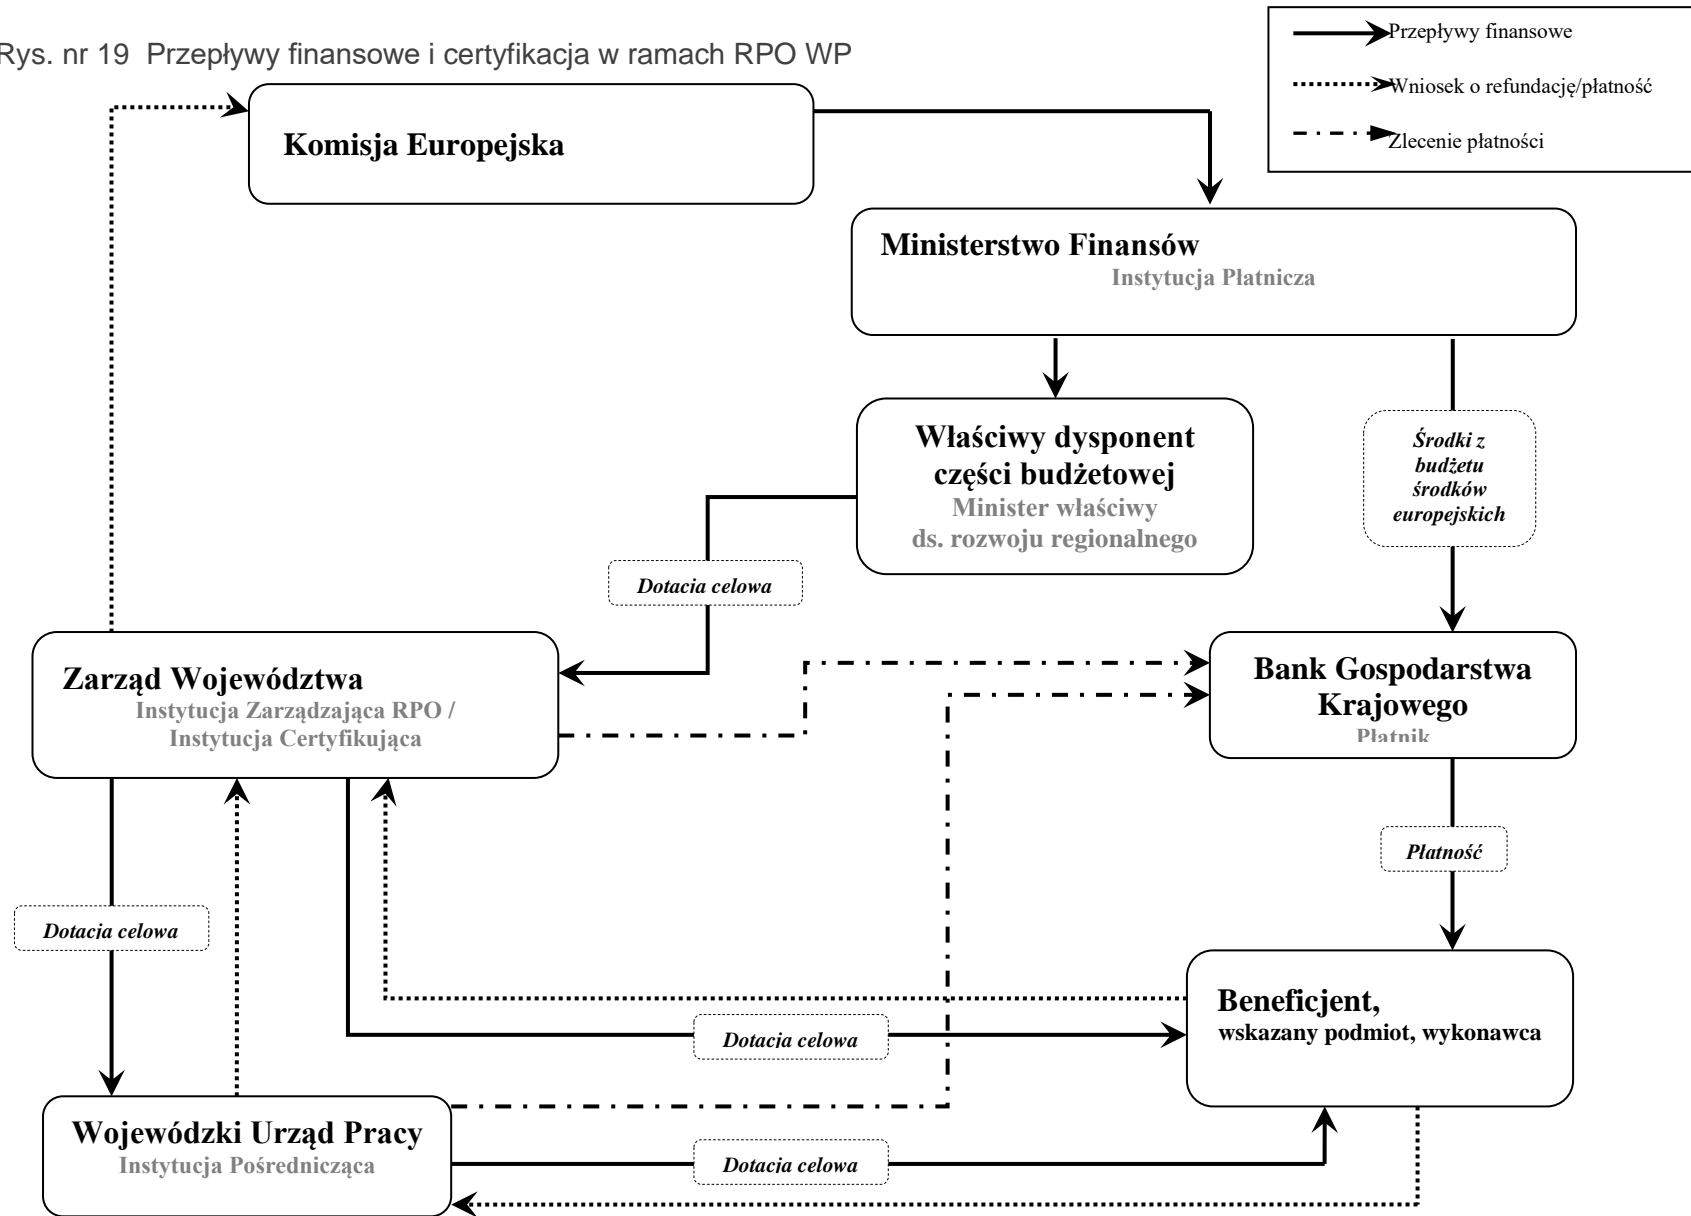 Rys. nr 19 Przepływy finansowe i certyfikacja w ramach RPO WP
Przepływy finansowe
Wniosek o refundację/płatność
Zlecenie płatności
Komisja Europejska
Ministerstwo Finansów
Instytucja Płatnicza
Właściwy dysponent
części budżetowej
Minister właściwy
ds. rozwoju regionalnego
Środki z
budżetu
środków
europejskich
Dotacja celowa
Zarząd Województwa
Instytucja Zarządzająca RPO /
Instytucja Certyfikująca
Bank Gospodarstwa
Krajowego
Płatnik
Płatność
Dotacja celowa
Beneficjent,
wskazany podmiot, wykonawca
Dotacja celowa
Wojewódzki Urząd Pracy
Instytucja Pośrednicząca
Dotacja celowa